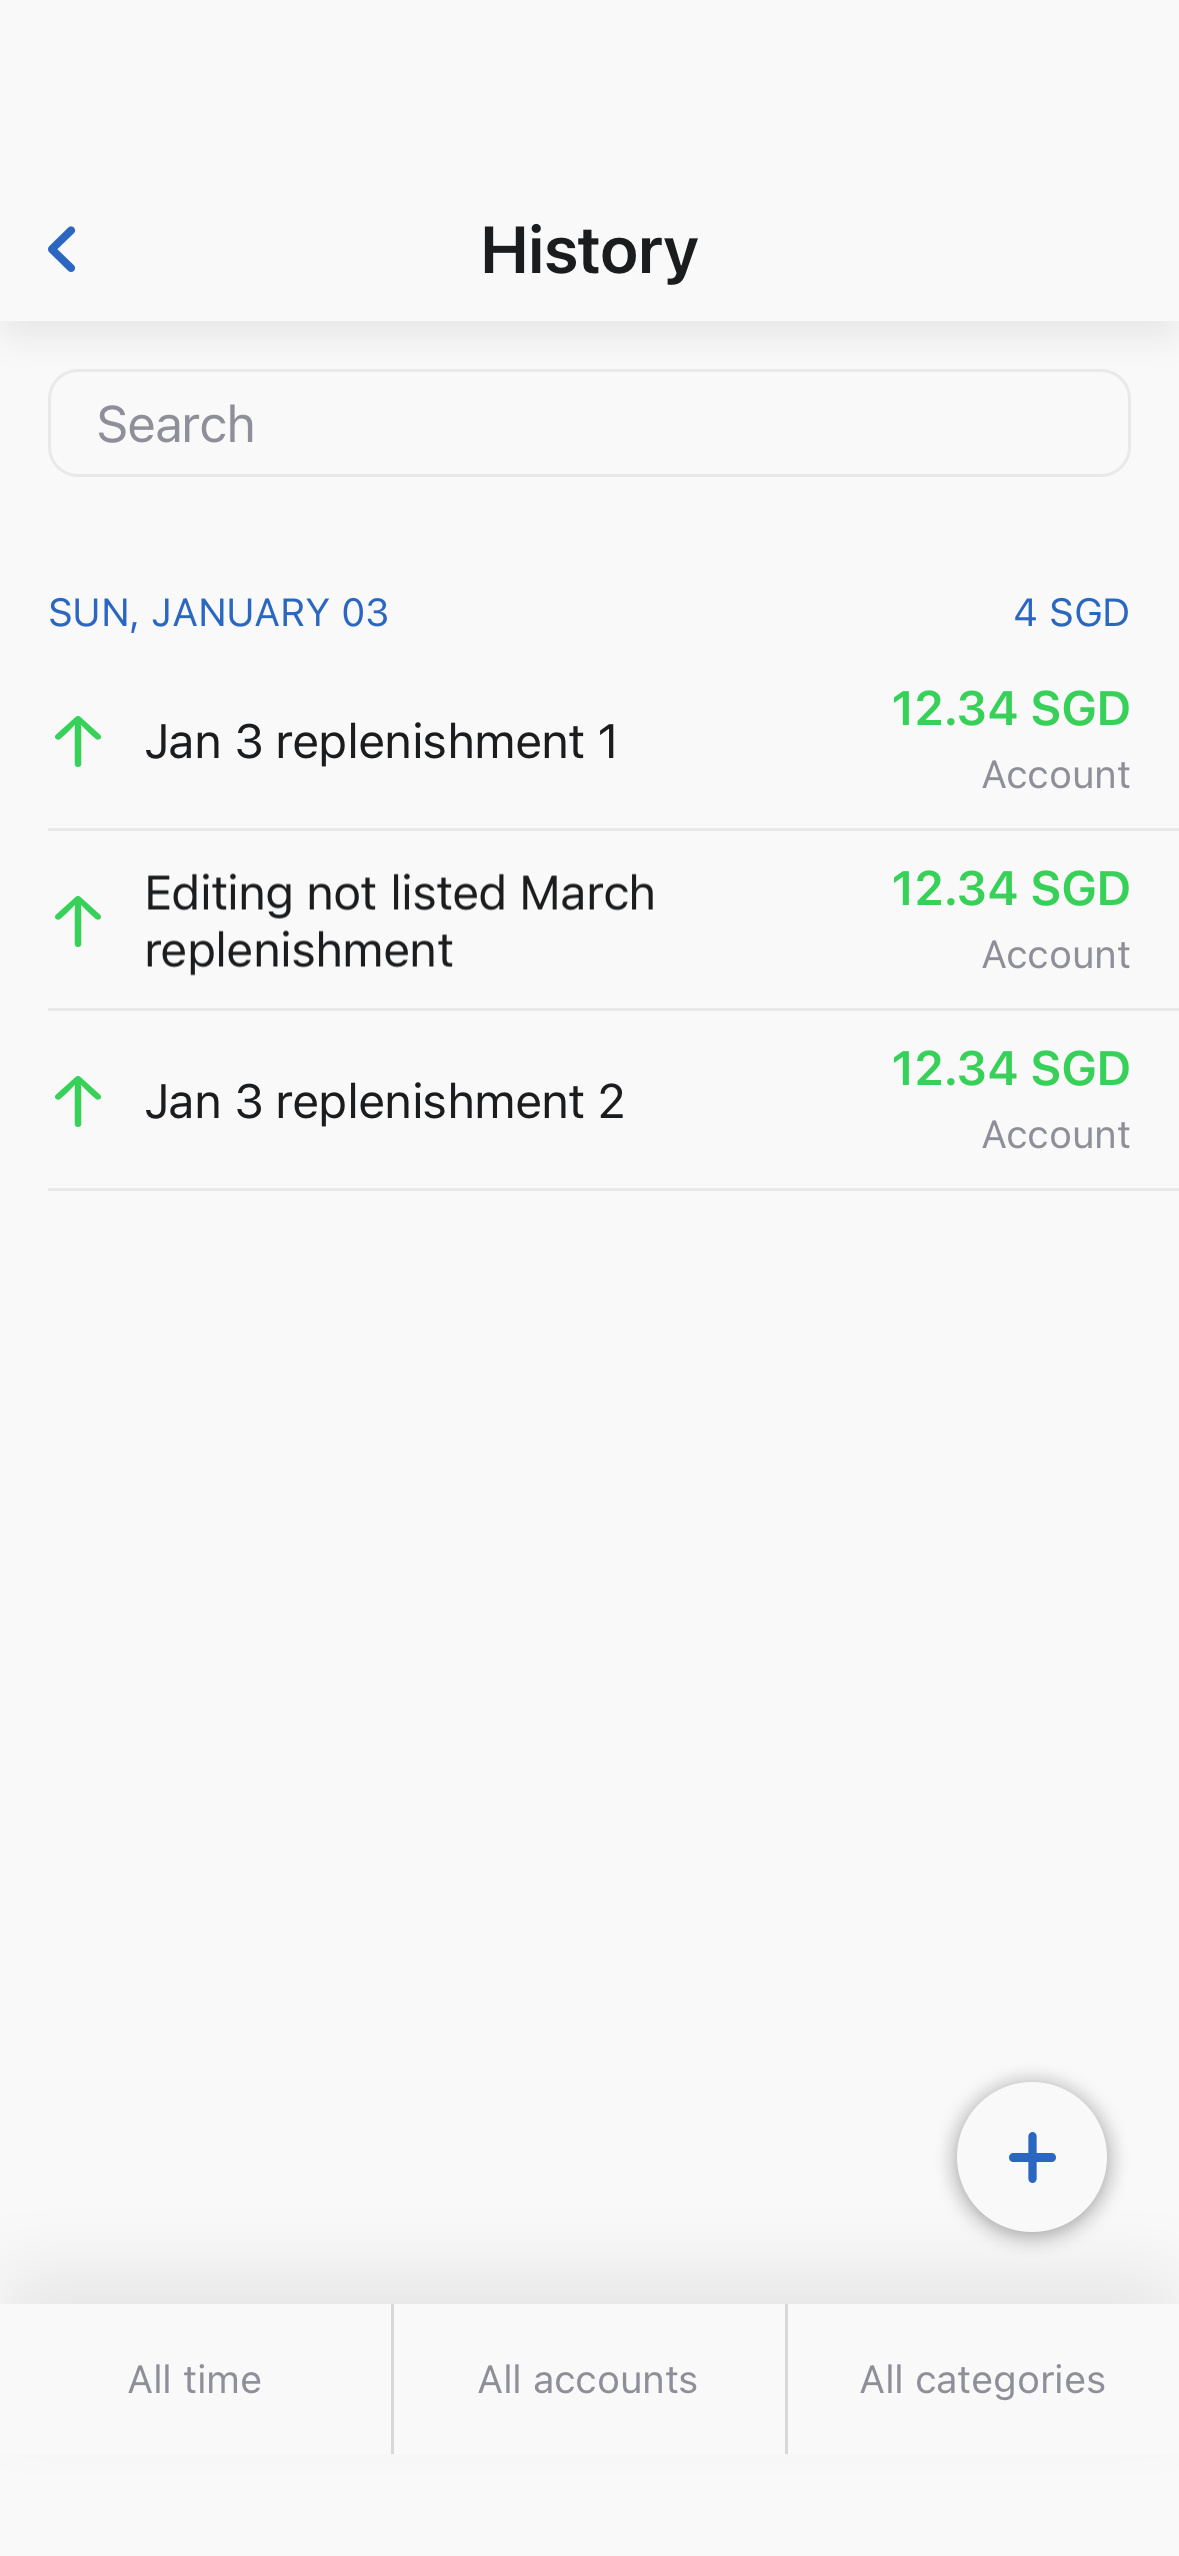 History
Search
SUN, JANUARY 03 4 SGD
Jan 3 replenishment 1
12.34 SGD
Account
Editing not listed March
replenishment
12.34 SGD
Account
Jan 3 replenishment 2
12.34 SGD
Account
All time All accounts All categories